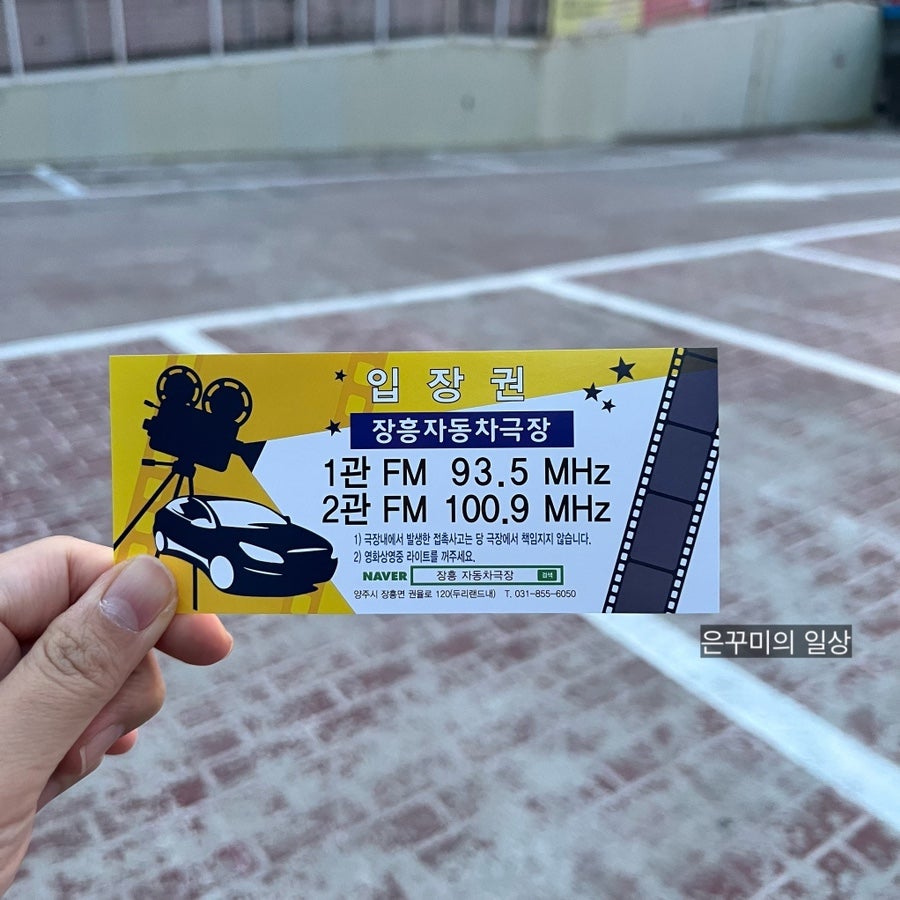 입 장 권
장흥자동차극장
1관 FM 93.5 MHz
2관 FM 100.9 MHz
1) 극장내에서 발생한 접촉사고는 당 극장에서 책임지지 않습니다.
2) 영화상영중 라이트를 꺼주세요.
NAVER 장흥 자동차극장 검색
양주시 장흥면 권율로 120(두리랜드내) T. 031-855-6050
은꾸미의 일상